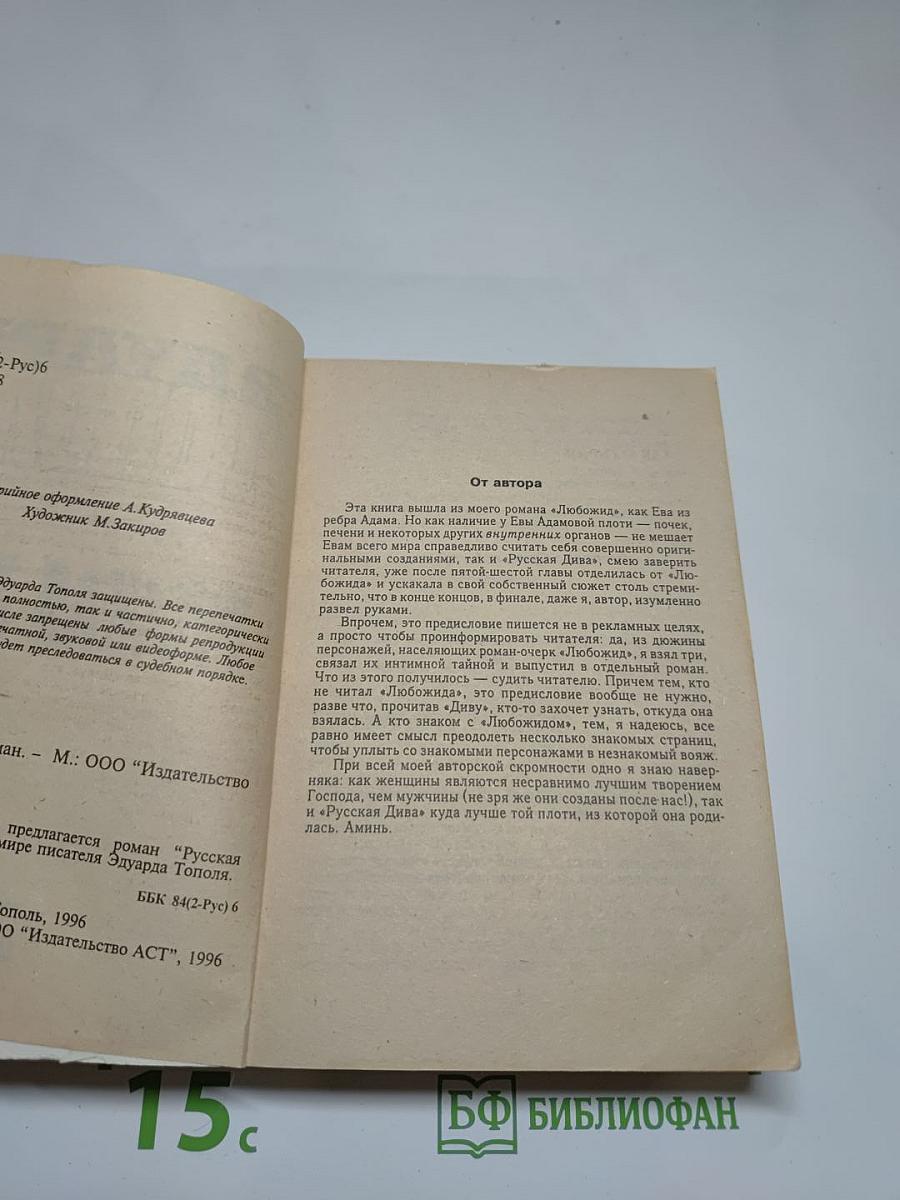 2-Рус)6
8
рийное оформление А.Кудрявцева
Художник М.Закиров
Эдуарда Тополя защищены. Все перепечатки
полностью, так и частично, категорически
исле запрещены любые формы репродукции
ечатной, звуковой или видеоформе. Любое
удет преследоваться в судебном порядке.
ман. – М.: ООО "Издательство
предлагается роман "Русская
мире писателя Эдуарда Тополя.
ББК 84(2-Рус) 6
Тополь, 1996
ОО "Издательство АСТ", 1996
От автора
Эта книга вышла из моего романа «Любожид», как Ева из
ребра Адама. Но как наличие у Евы Адамовой плоти — почек,
печени и некоторых других внутренних органов — не мешает
Евам всего мира справедливо считать себя совершенно ориги-
нальными созданиями, так и «Русская Дива», смею заверить
читателя, уже после пятой-шестой главы отделилась от «Лю-
божида» и ускакала в свой собственный сюжет столь стреми-
тельно, что в конце концов, в финале, даже я, автор, изумленно
развел руками.
Впрочем, это предисловие пишется не в рекламных целях,
а просто чтобы проинформировать читателя: да, из дюжины
персонажей, населяющих роман-очерк «Любожид», я взял три,
связал их интимной тайной и выпустил в отдельный роман.
Что из этого получилось — судить читателю. Причем тем, кто
не читал «Любожида», это предисловие вообще не нужно,
разве что, прочитав «Диву», кто-то захочет узнать, откуда она
взялась. А кто знаком с «Любожидом», тем, я надеюсь, все
равно имеет смысл преодолеть несколько знакомых страниц,
чтобы уплыть со знакомыми персонажами в незнакомый вояж.
При всей моей авторской скромности одно я знаю навер-
няка: как женщины являются несравнимо лучшим творением
Господа, чем мужчины (не зря же они созданы после нас!), так
и «Русская Дива» куда лучше той плоти, из которой она роди-
лась. Аминь.
15 с
БФ БИБЛИОФАН